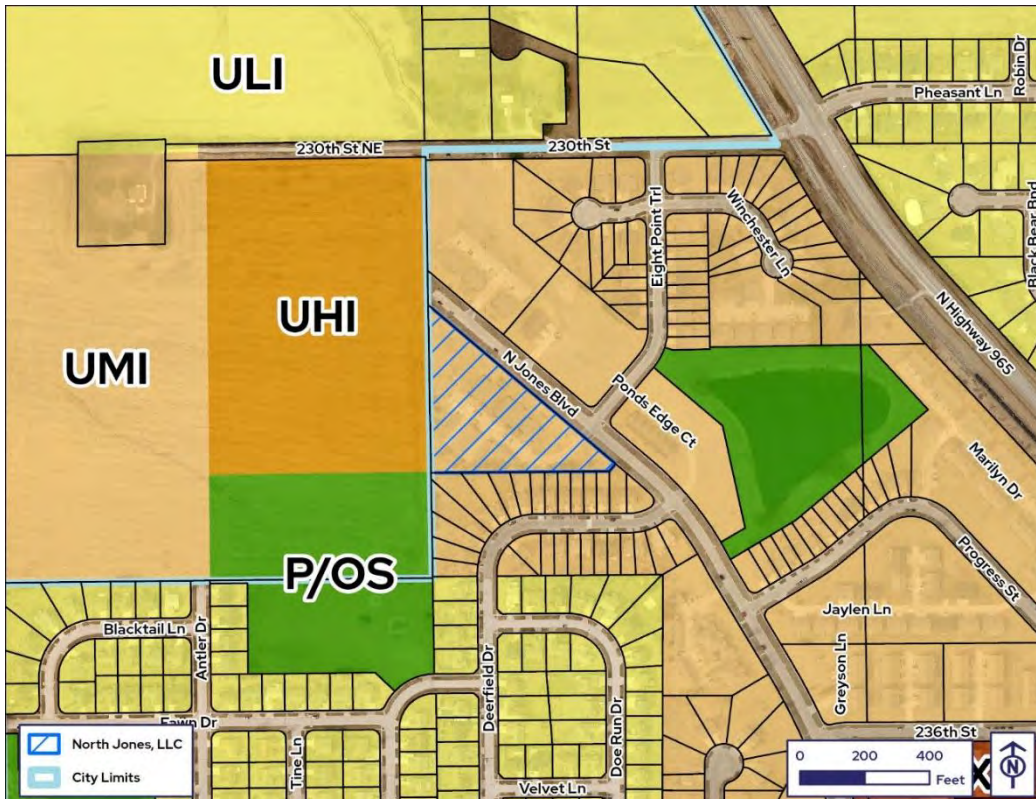 ULI
Robin Dr
Pheasant Ln
230th St NE
230th St
Eight Point Trl
Winchester Ln
Black Bear Bnd
N Highway 965
UHI
UMI
N Jones Blvd
Ponds Edge Ct
Marilyn Dr
P/OS
Progress St
Jaylen Ln
Blacktail Ln
Antler Dr
Deerfield Dr
Greyson Ln
Fawn Dr
Tine Ln
Doe Run Dr
236th St
North Jones, LLC
City Limits
0 200 400
Feet
N
Velvet Ln